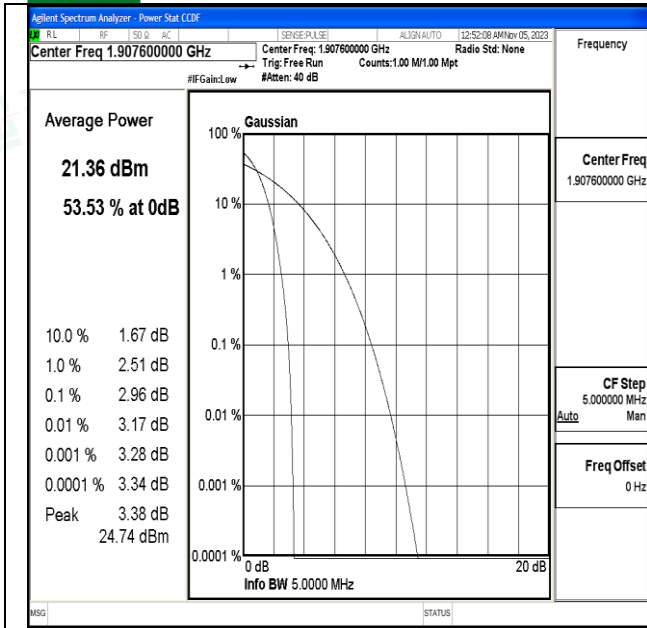 Agilent Spectrum Analyzer - Power Stat CCDF
LXI RL RF 50 Ω AC SENSE:PULSE ALIGN AUTO 12:52:08 AM Nov 05, 2023
Center Freq 1.907600000 GHz
Center Freq: 1.907600000 GHz Radio Std: None
Trig: Free Run Counts:1.00 M/1.00 Mpt
#IFGain:Low #Atten: 40 dB
Average Power
21.36 dBm
53.53 % at 0dB
10.0 % 1.67 dB
1.0 % 2.51 dB
0.1 % 2.96 dB
0.01 % 3.17 dB
0.001 % 3.28 dB
0.0001 % 3.34 dB
Peak 3.38 dB
24.74 dBm
Gaussian
100 %
10 %
1 %
0.1 %
0.01 %
0.001 %
0.0001 %
0 dB 20 dB
Info BW 5.0000 MHz
Frequency
Center Freq
1.907600000 GHz
CF Step
5.000000 MHz
Auto Man
Freq Offset
0 Hz
MSG STATUS